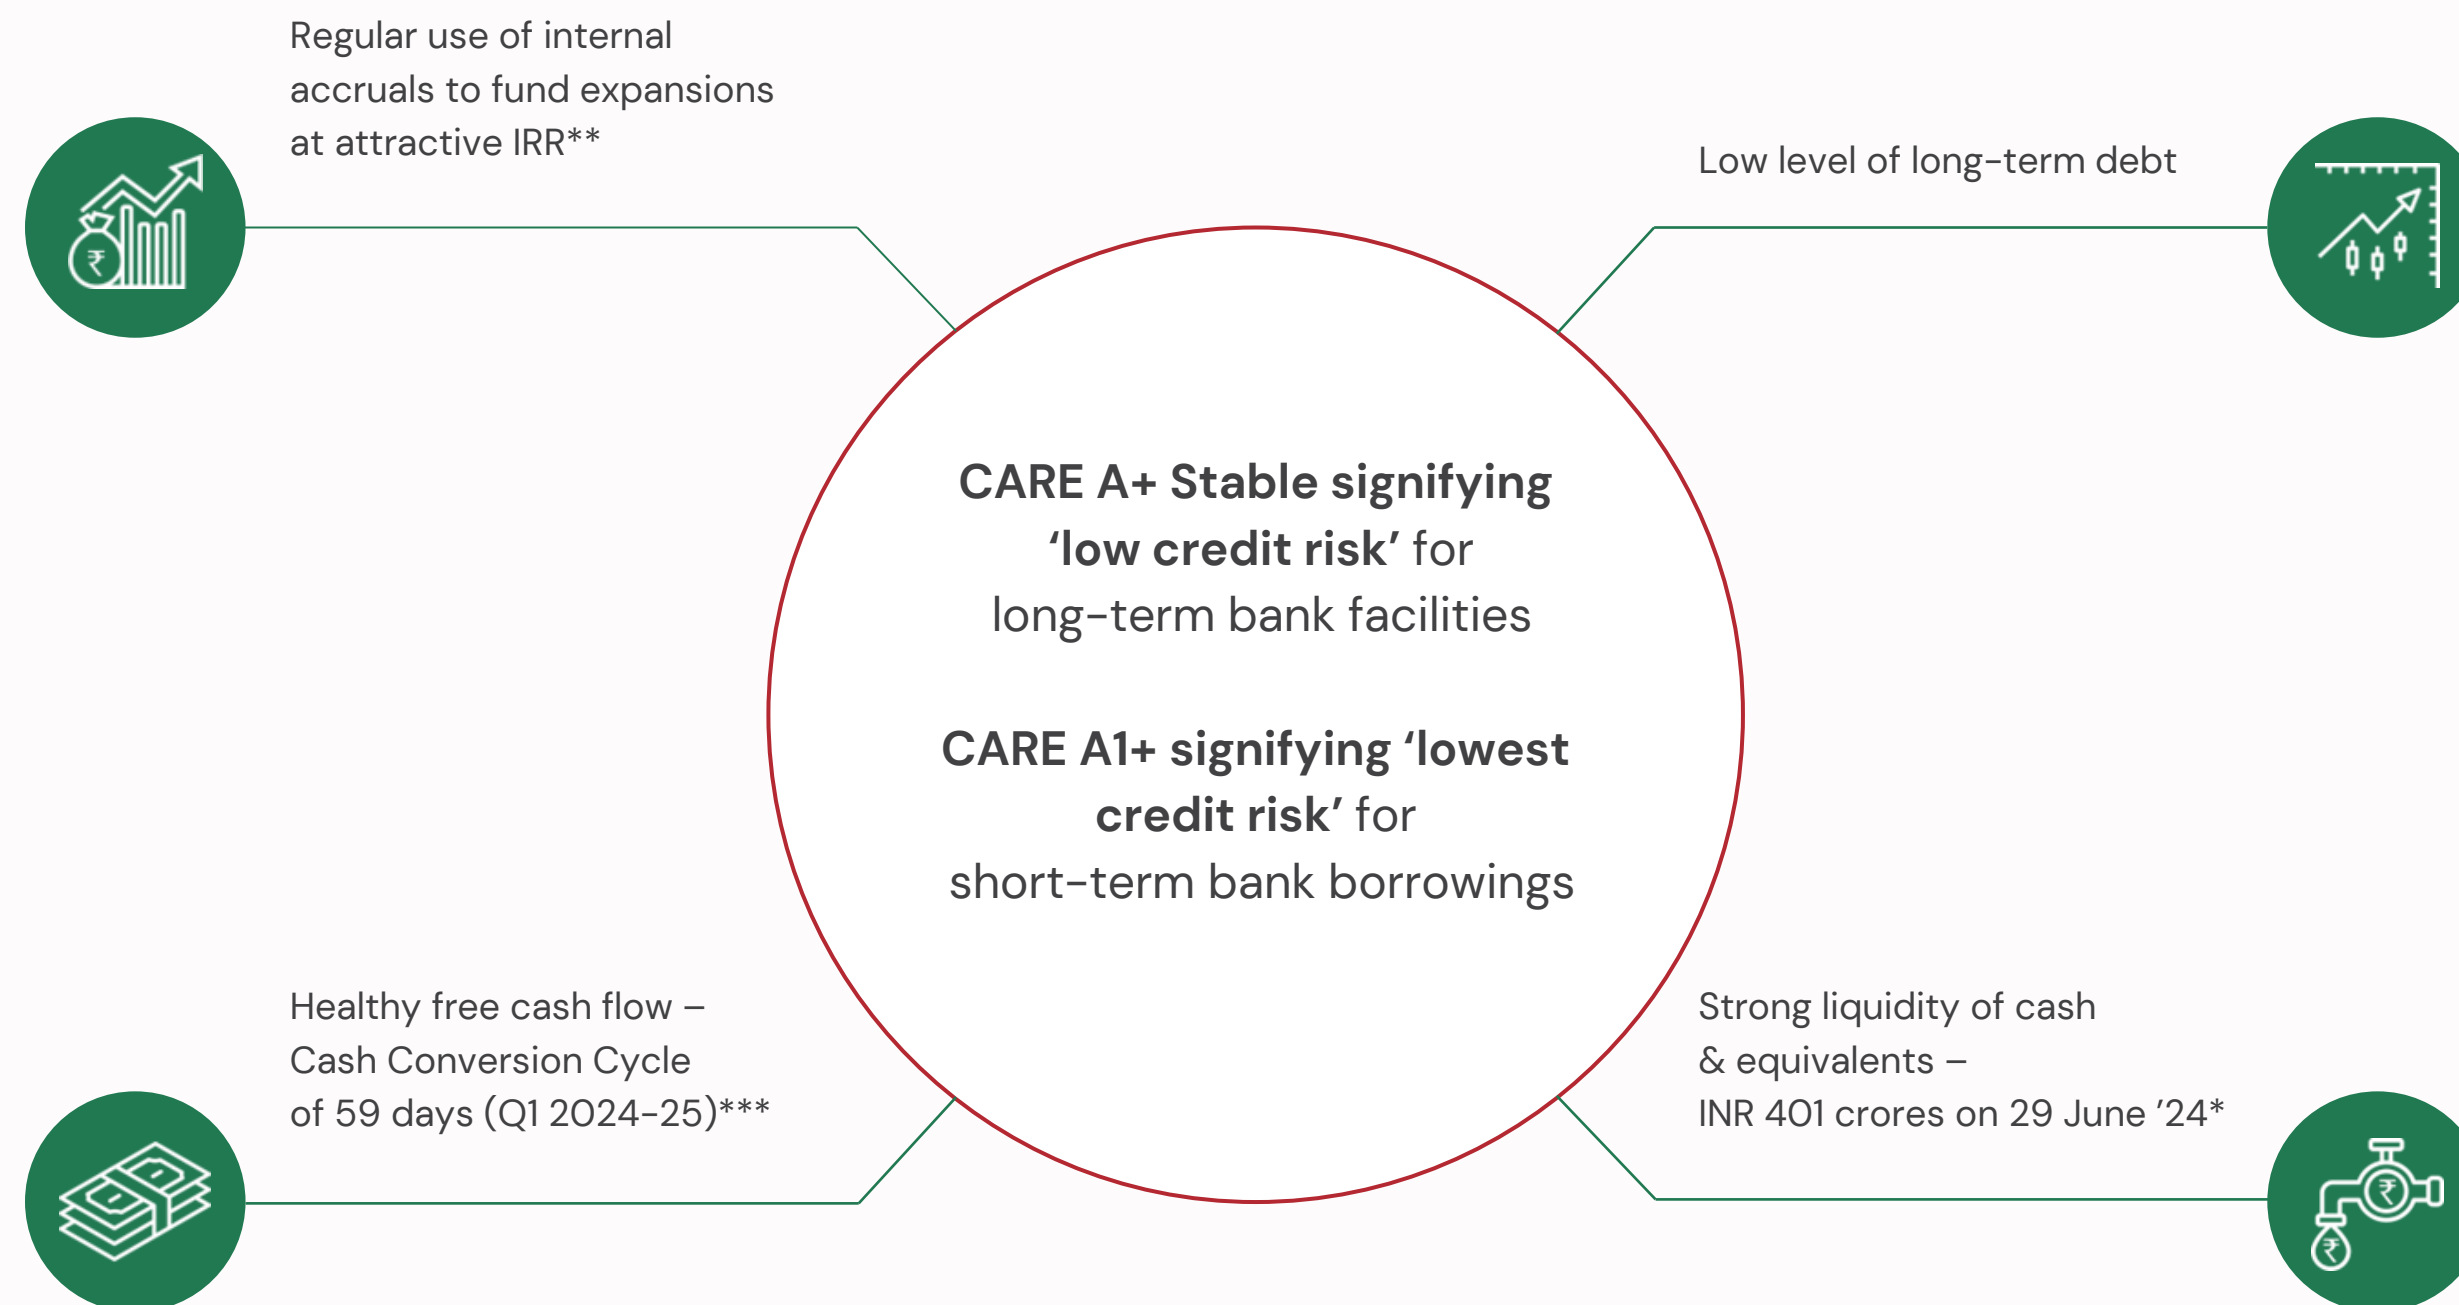 Regular use of internal
accruals to fund expansions
at attractive IRR**
Low level of long-term debt
CARE A+ Stable signifying
‘low credit risk’ for
long-term bank facilities
CARE A1+ signifying ‘lowest
credit risk’ for
short-term bank borrowings
Healthy free cash flow –
Cash Conversion Cycle
of 59 days (Q1 2024-25)***
Strong liquidity of cash
& equivalents –
INR 401 crores on 29 June ’24*
₹
₹
₹